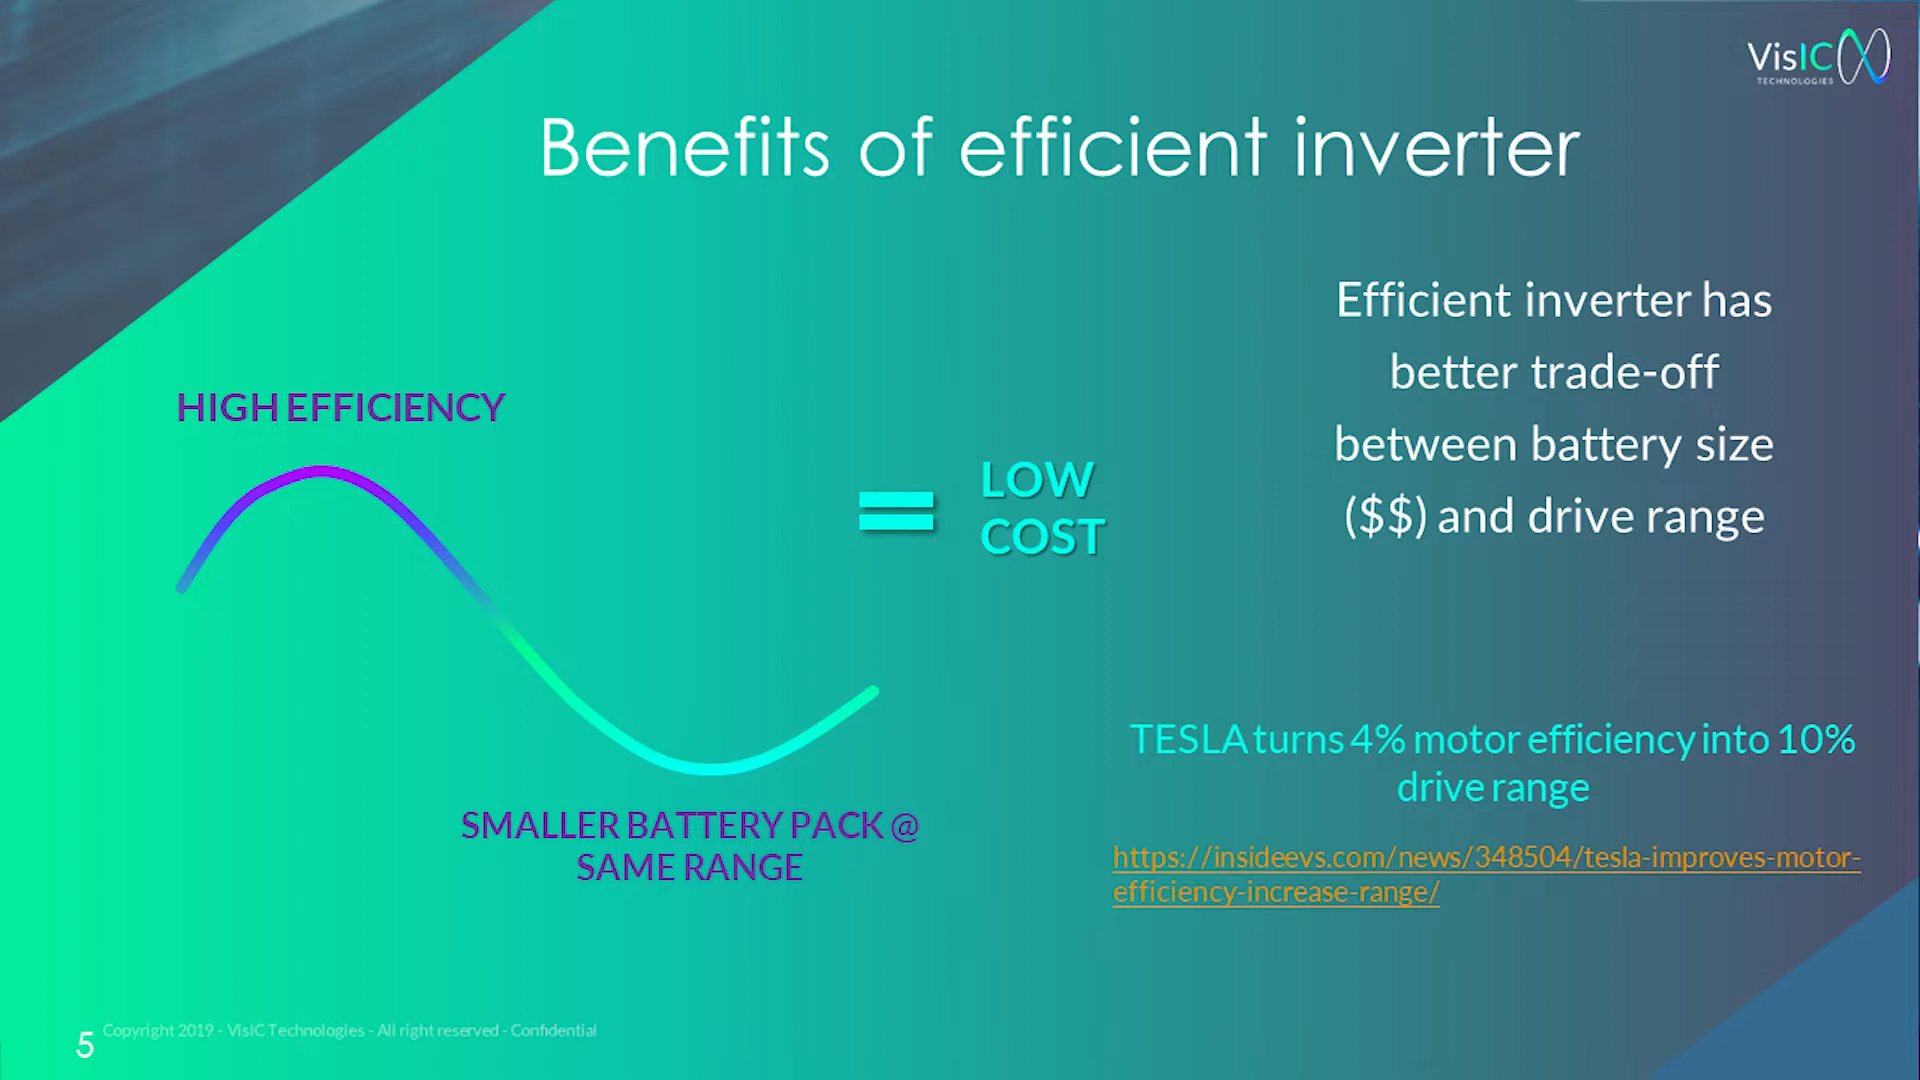 VisIC
TECHNOLOGIES
Benefits of efficient inverter
HIGH EFFICIENCY
SMALLER BATTERY PACK @
SAME RANGE
=
LOW
COST
Efficient inverter has
better trade-off
between battery size
($$) and drive range
TESLA turns 4% motor efficiency into 10%
drive range
https://insideevs.com/news/348504/tesla-improves-motor-
efficiency-increase-range/
5
Copyright 2019 - VisIC Technologies - All right reserved - Confidential